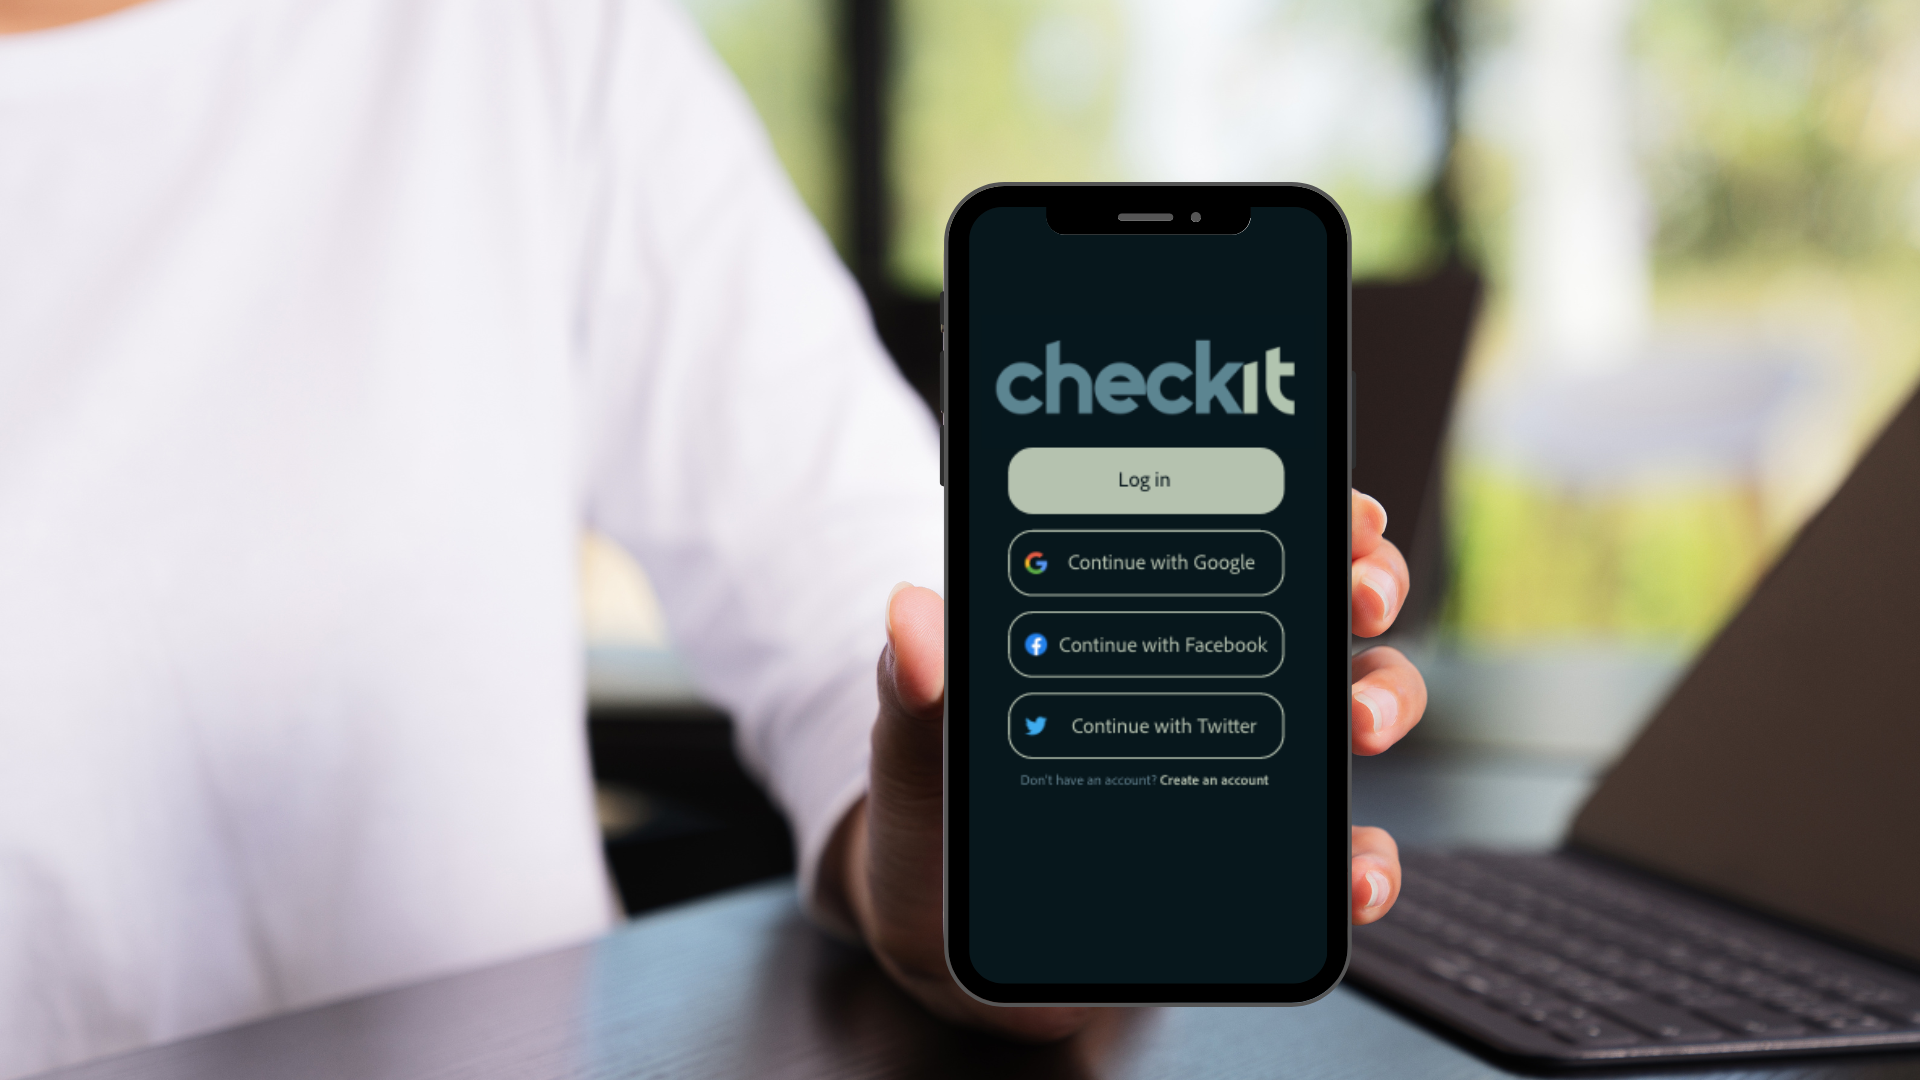 checkit
Log in
Continue with Google
Continue with Facebook
Continue with Twitter
Don't have an account? Create an account